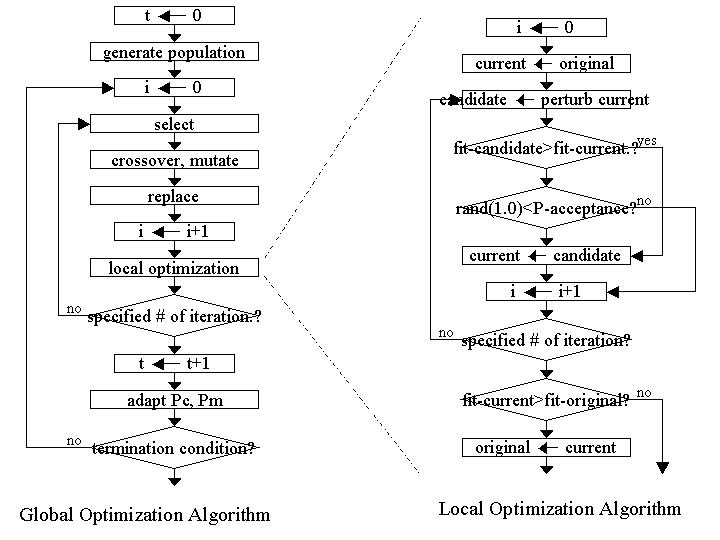 t ← 0
generate population
i ← 0
select
crossover, mutate
replace
i ← i+1
local optimization
no
specified # of iteration.?
t ← t+1
adapt Pc, Pm
no
termination condition?
Global Optimization Algorithm
i ← 0
current ← original
candidate ← perturb current
fit-candidate>fit-current.?
yes
rand(1.0)<P-acceptance?
no
current ← candidate
i ← i+1
no
specified # of iteration?
fit-current>fit-original?
no
original ← current
Local Optimization Algorithm